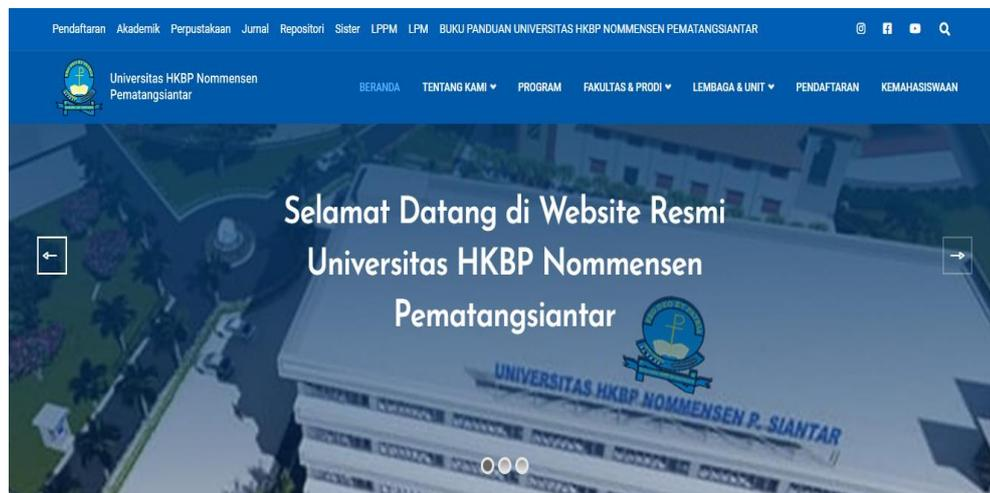 Pendaftaran Akademik Perpustakaan Jurnal Repositori Sister LPPM LPM BUKU PANDUAN UNIVERSITAS HKBP NOMMENSEN PEMATANGSIANTAR
Universitas HKBP Nommensen
Pematangsiantar
BERANDA TENTANG KAMI PROGRAM FAKULTAS & PRODI LEMBAGA & UNIT PENDAFTARAN KEMAHASISWAAN
Selamat Datang di Website Resmi
Universitas HKBP Nommensen
Pematangsiantar
UNIVERSITAS HKBP NOMMENSEN P. SIANTAR